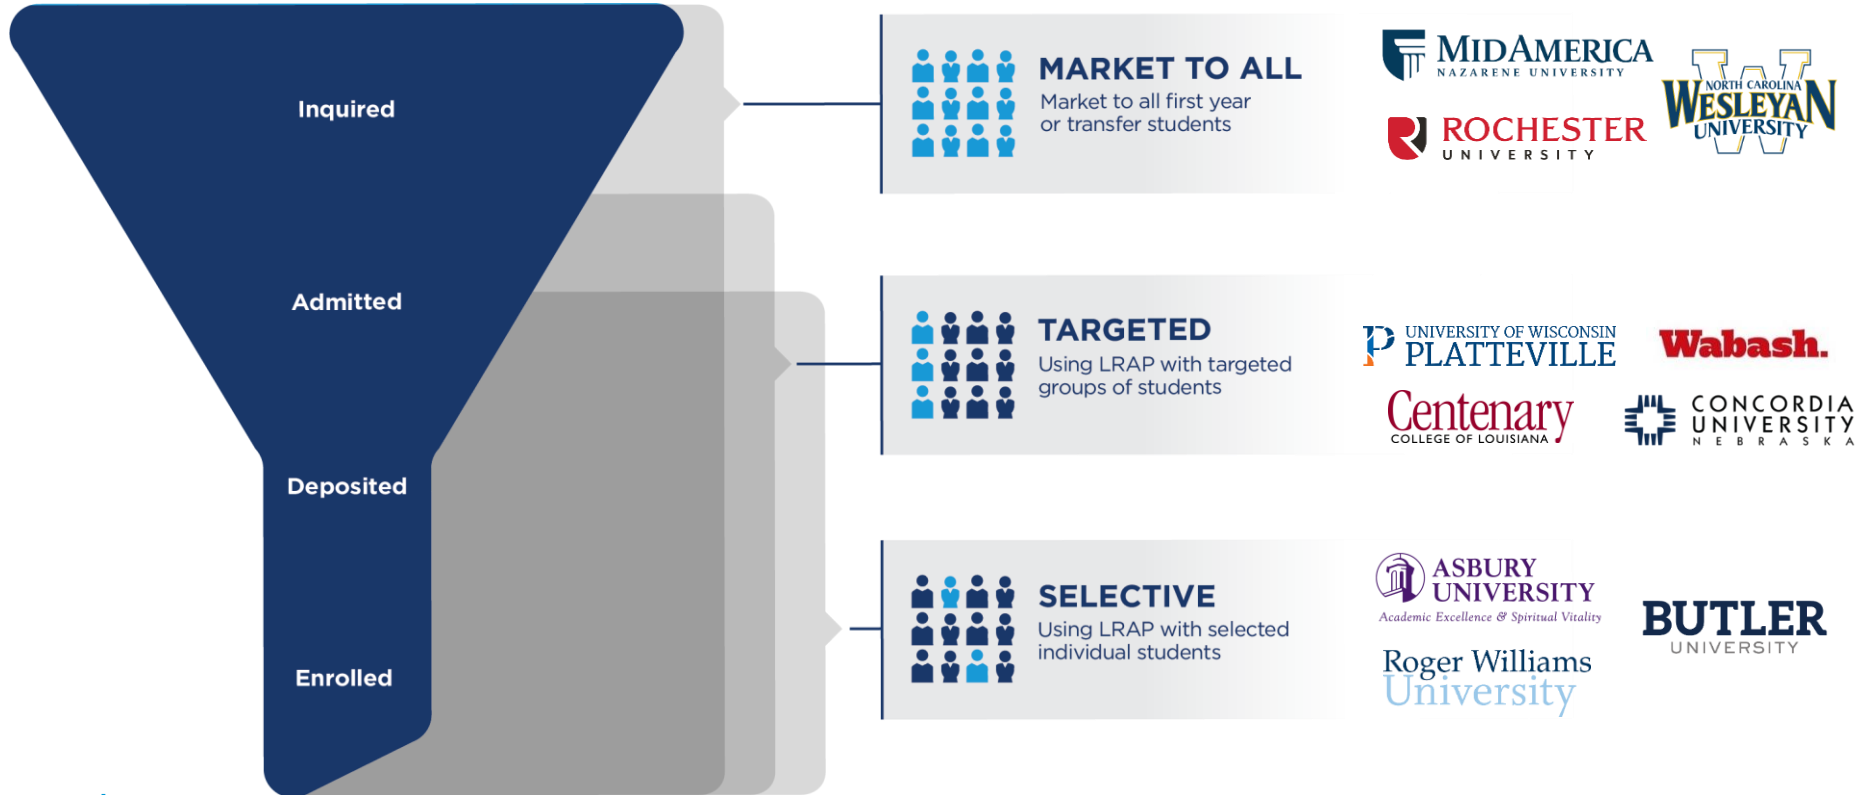 Inquired
Admitted
Deposited
Enrolled
MARKET TO ALL
Market to all first year
or transfer students
MIDAMERICA
NAZARENE UNIVERSITY
ROCHESTER
UNIVERSITY
W
NORTH CAROLINA
WESLEYAN
UNIVERSITY
TARGETED
Using LRAP with targeted
groups of students
P
UNIVERSITY OF WISCONSIN
PLATTEVILLE
Wabash.
Centenary
COLLEGE OF LOUISIANA
CONCORDIA
UNIVERSITY
NEBRASKA
SELECTIVE
Using LRAP with selected
individual students
ASBURY
UNIVERSITY
Academic Excellence & Spiritual Vitality
BUTLER
UNIVERSITY
Roger Williams
University